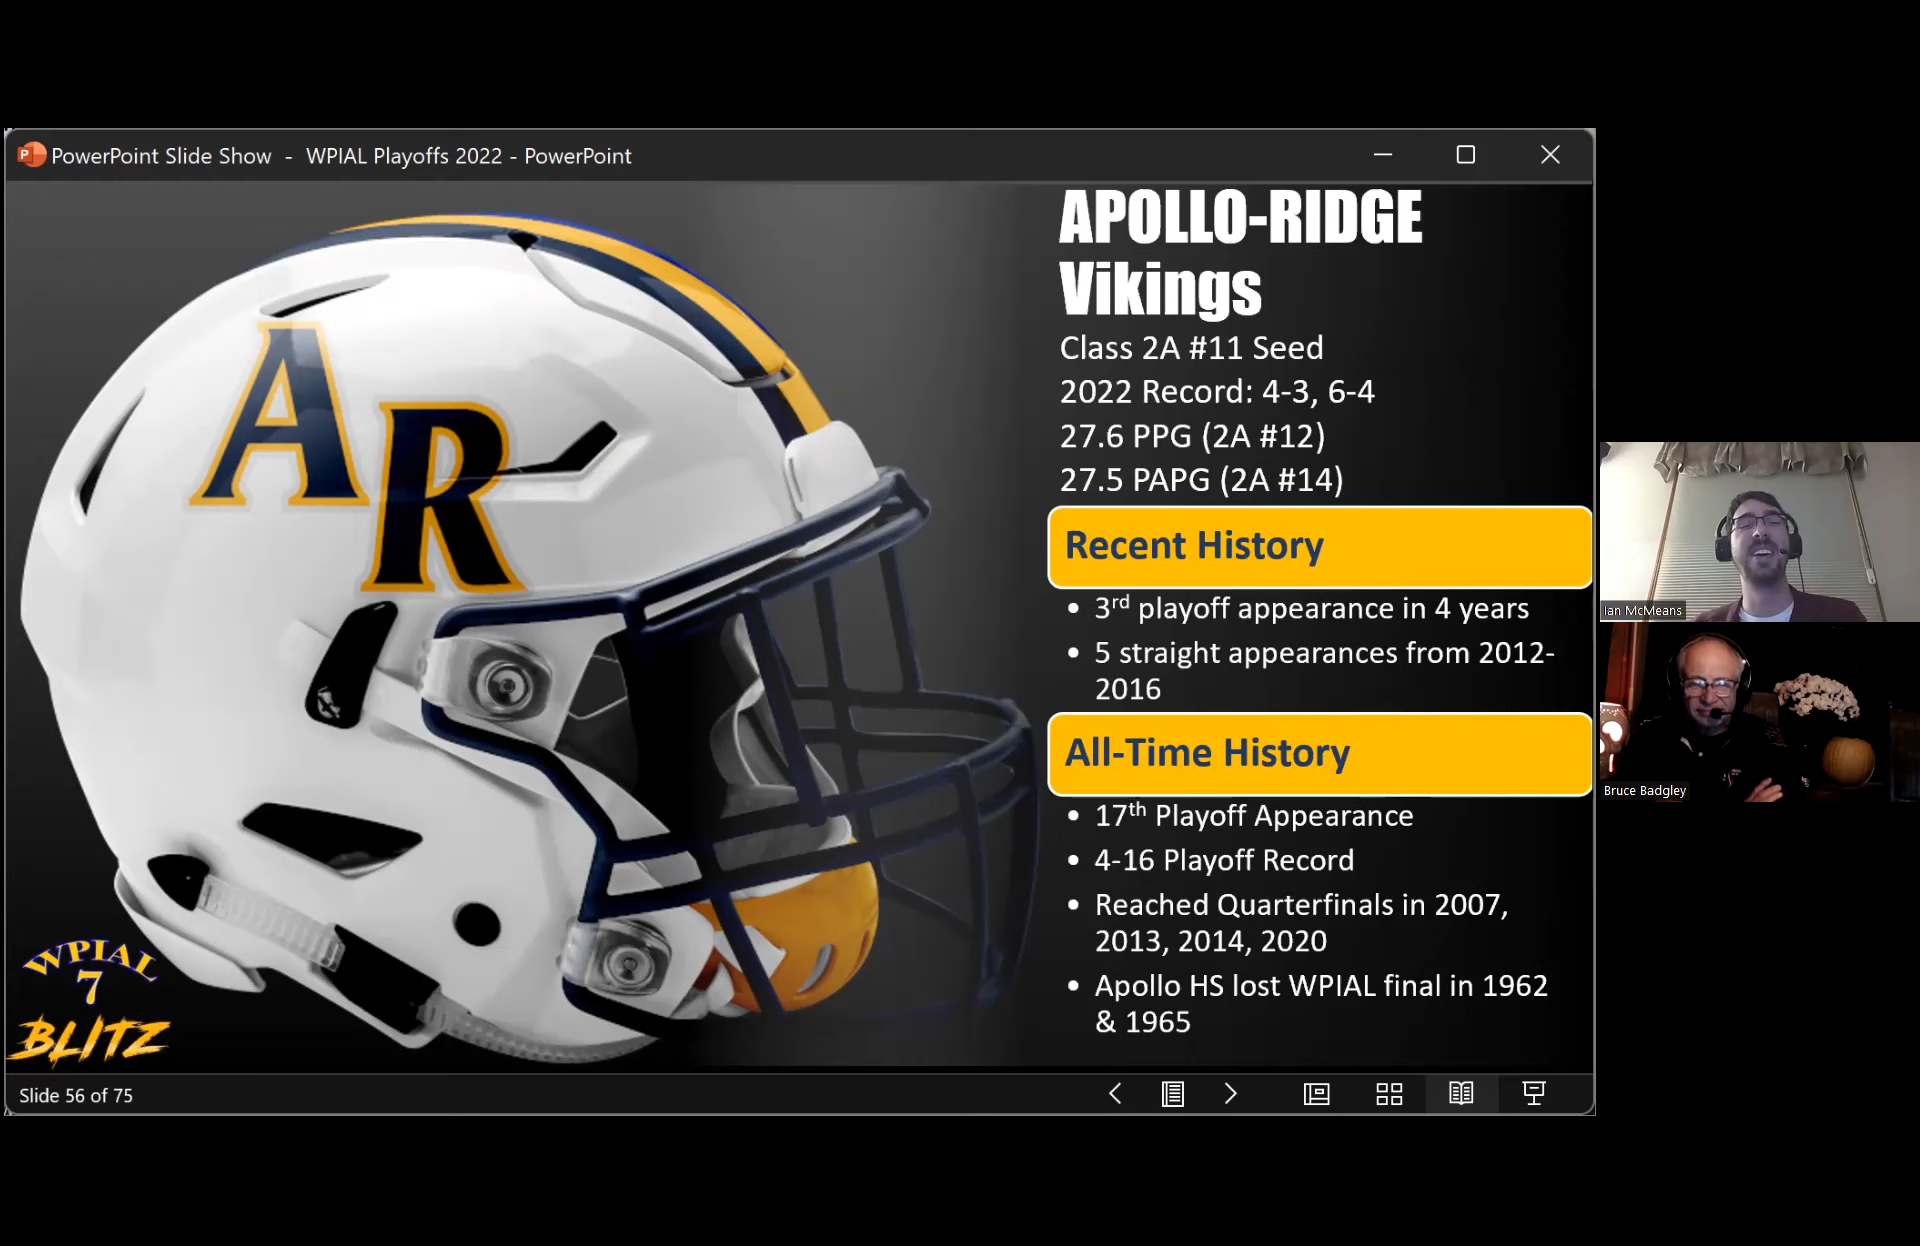 PowerPoint Slide Show - WPIAL Playoffs 2022 - PowerPoint
APOLLO-RIDGE
Vikings
Class 2A #11 Seed
2022 Record: 4-3, 6-4
27.6 PPG (2A #12)
27.5 PAPG (2A #14)
Recent History
• 3rd playoff appearance in 4 years
• 5 straight appearances from 2012-
2016
All-Time History
• 17th Playoff Appearance
• 4-16 Playoff Record
• Reached Quarterfinals in 2007,
2013, 2014, 2020
• Apollo HS lost WPIAL final in 1962
& 1965
AR
WPIAL
7
BLITZ
Slide 56 of 75
Ian McMeans
Bruce Badgley